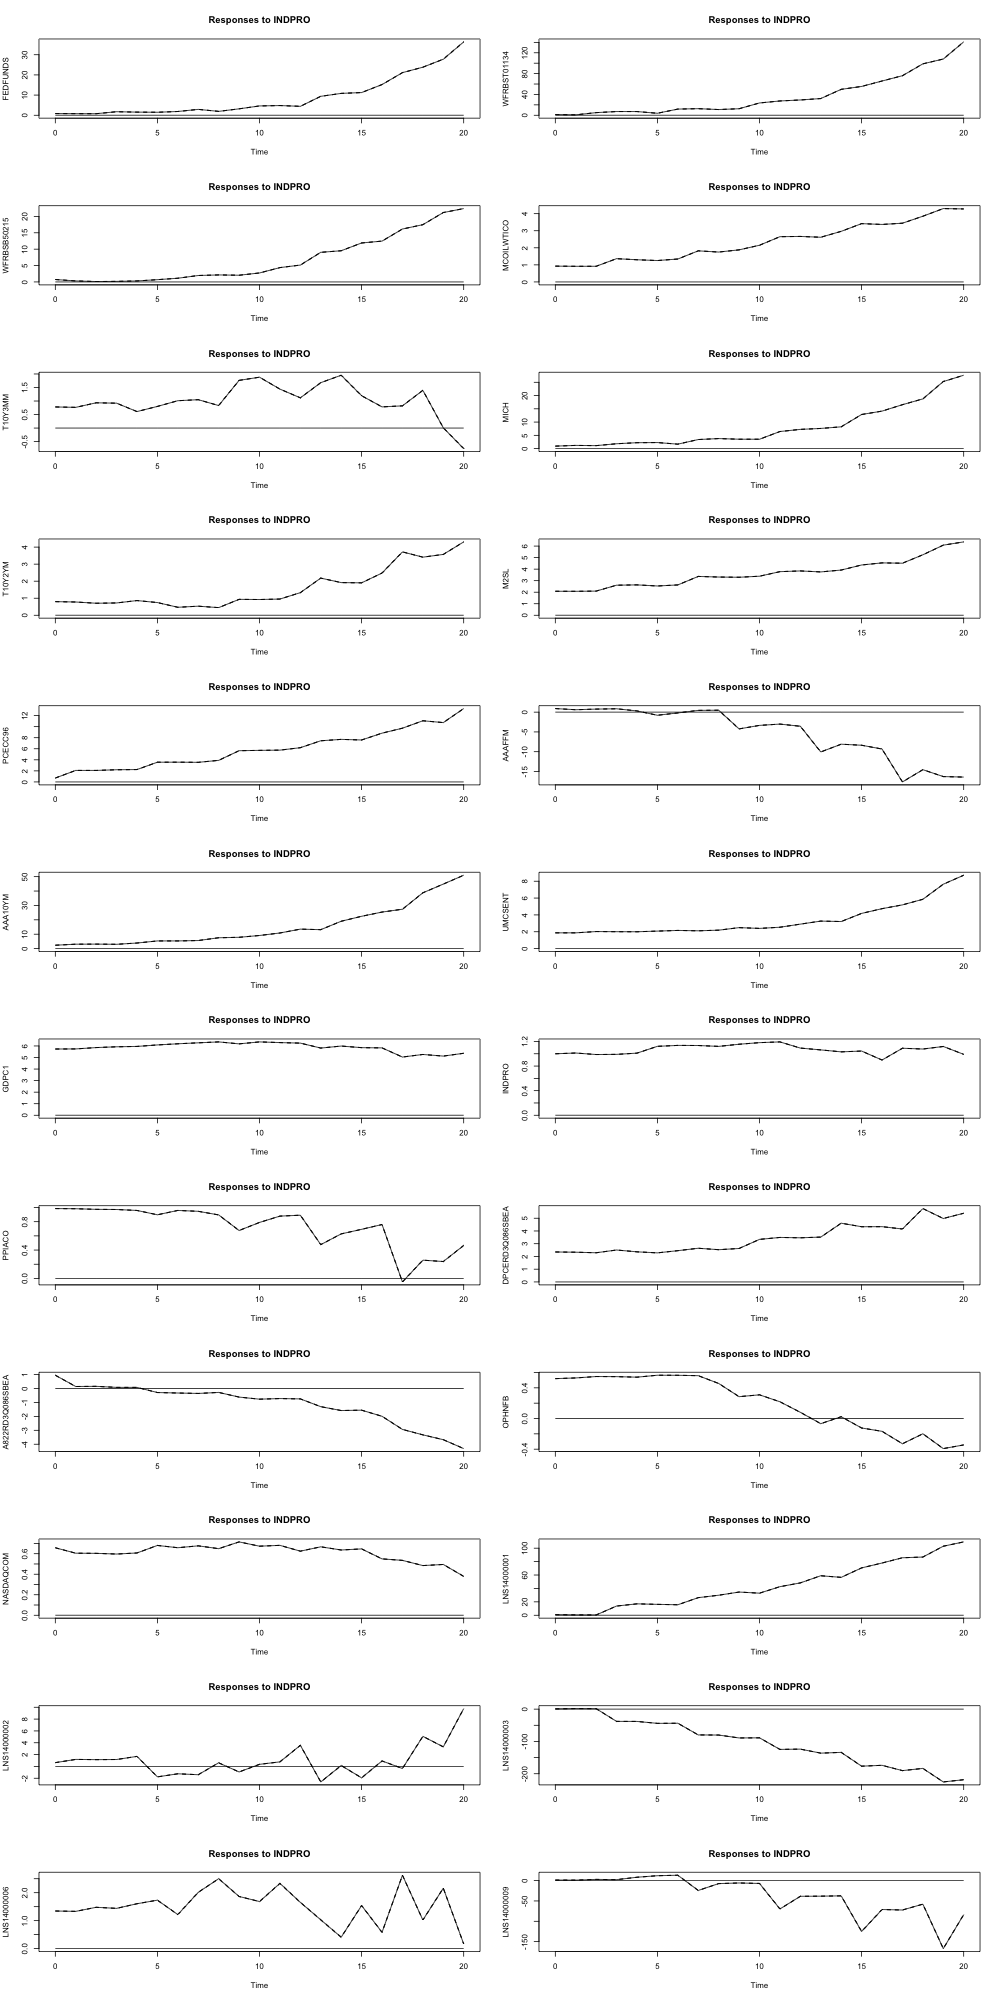 Responses to INDPRO
FEDFUNDS
30
20
10
0
0 5 10 15 20
Time
Responses to INDPRO
WFRBST01134
120
80
40
0
0 5 10 15 20
Time
Responses to INDPRO
WFRBSB50215
20
15
10
5
0
0 5 10 15 20
Time
Responses to INDPRO
MCOILWTICO
4
3
2
1
0
0 5 10 15 20
Time
Responses to INDPRO
T10Y3MM
1.5
0.5
-0.5
0 5 10 15 20
Time
Responses to INDPRO
MICH
20
10
5
0
0 5 10 15 20
Time
Responses to INDPRO
T10Y2YM
4
3
2
1
0
0 5 10 15 20
Time
Responses to INDPRO
M2SL
6
5
4
3
2
1
0
0 5 10 15 20
Time
Responses to INDPRO
PCECC96
12
8
6
4
2
0
0 5 10 15 20
Time
Responses to INDPRO
AAAFFM
0
-5
-10
-15
0 5 10 15 20
Time
Responses to INDPRO
AAA10YM
50
30
10
0
0 5 10 15 20
Time
Responses to INDPRO
UMCSENT
8
6
4
2
0
0 5 10 15 20
Time
Responses to INDPRO
GDPC1
6
5
4
3
2
1
0
0 5 10 15 20
Time
Responses to INDPRO
INDPRO
1.2
0.8
0.4
0.0
0 5 10 15 20
Time
Responses to INDPRO
PPIACO
0.8
0.4
0.0
0 5 10 15 20
Time
Responses to INDPRO
DPCERD3Q086SBEA
5
4
3
2
1
0
0 5 10 15 20
Time
Responses to INDPRO
A822RD3Q086SBEA
1
0
-1
-2
-3
-4
0 5 10 15 20
Time
Responses to INDPRO
OPHNFB
0.4
0.0
-0.4
0 5 10 15 20
Time
Responses to INDPRO
NASDAQCOM
0.6
0.4
0.2
0.0
0 5 10 15 20
Time
Responses to INDPRO
LNS14000001
100
60
20
0
0 5 10 15 20
Time
Responses to INDPRO
LNS14000002
8
6
4
2
-2
0 5 10 15 20
Time
Responses to INDPRO
LNS14000003
0
-100
-200
0 5 10 15 20
Time
Responses to INDPRO
LNS14000006
2.0
1.0
0.0
0 5 10 15 20
Time
Responses to INDPRO
LNS14000009
0
-50
-150
0 5 10 15 20
Time